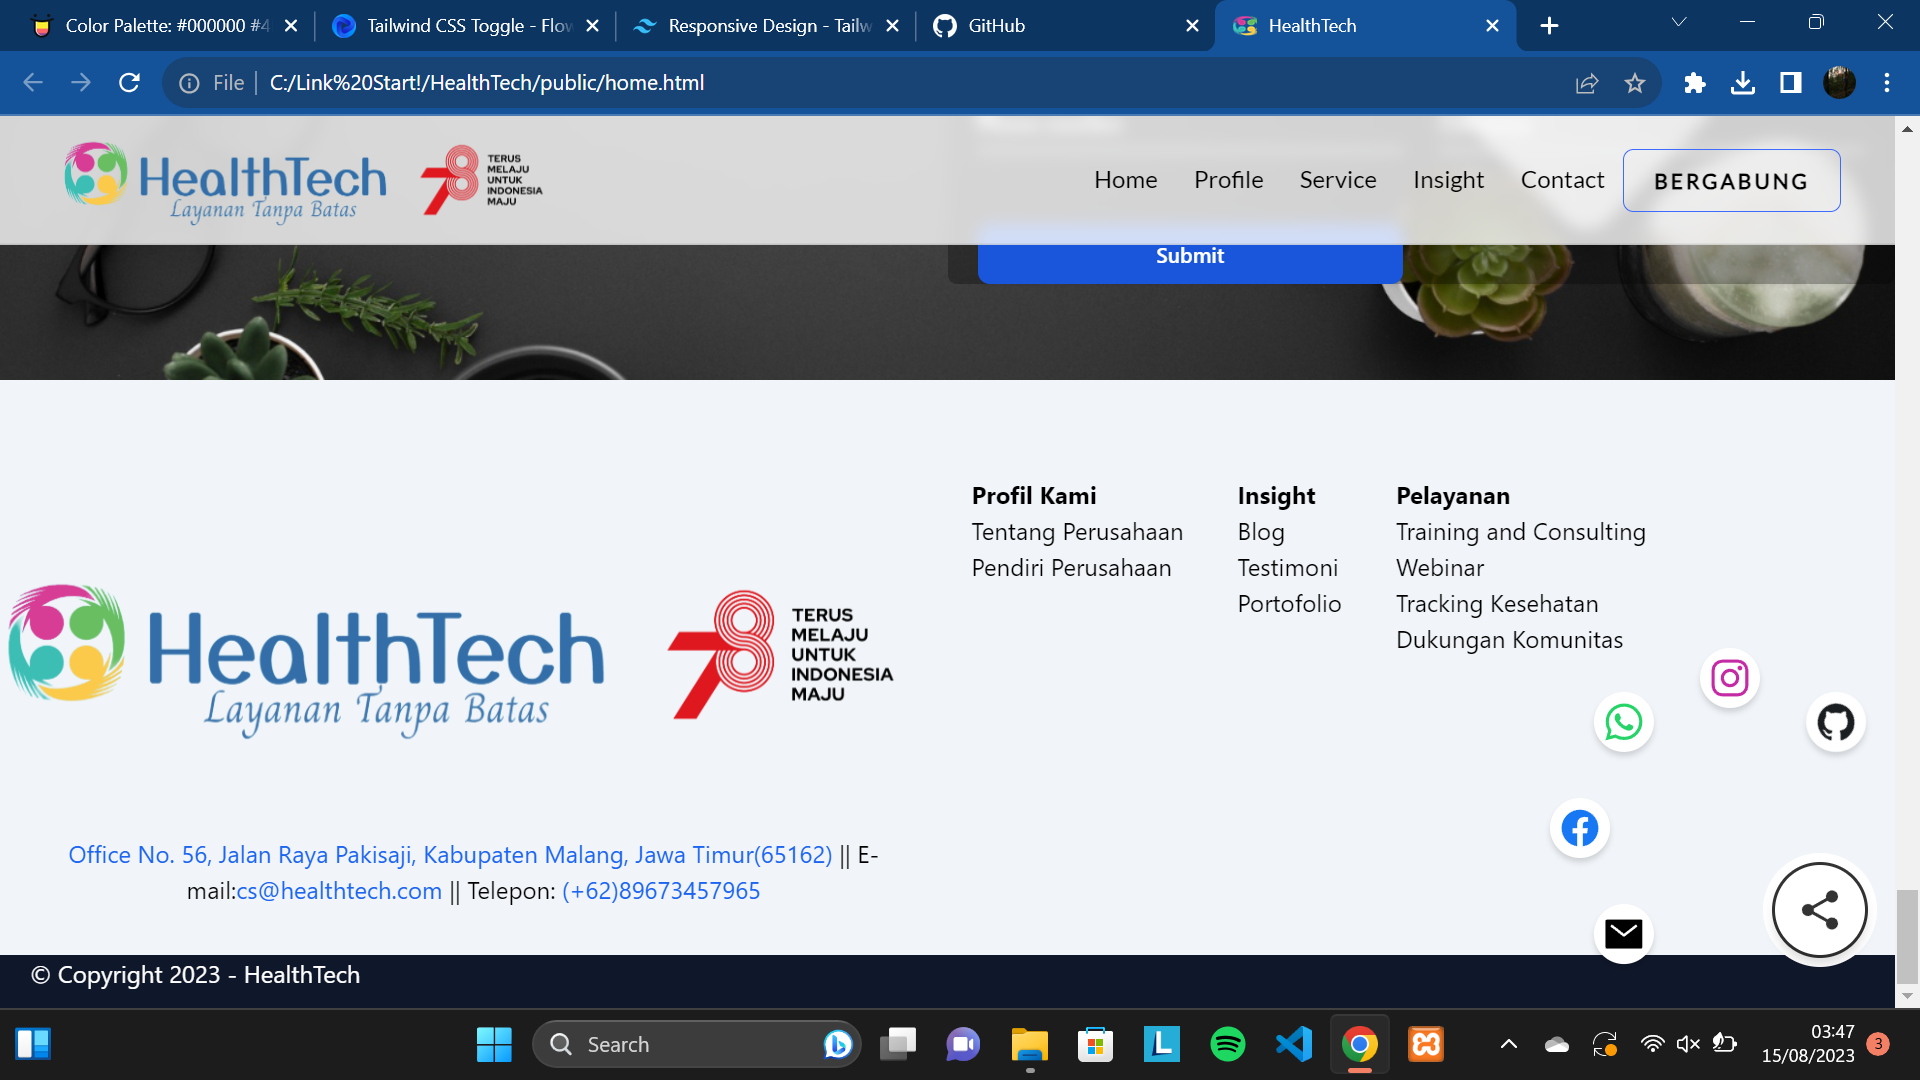 Color Palette: #000000 #4
Tailwind CSS Toggle - Flow
Responsive Design - Tailw
GitHub
HealthTech
File
C:/Link%20Start!/HealthTech/public/home.html
HealthTech
Layanan Tanpa Batas
78
TERUS
MELAJU
UNTUK
INDONESIA
MAJU
Home
Profile
Service
Insight
Contact
BERGABUNG
Submit
HealthTech
Layanan Tanpa Batas
78
TERUS
MELAJU
UNTUK
INDONESIA
MAJU
Office No. 56, Jalan Raya Pakisaji, Kabupaten Malang, Jawa Timur(65162) || E-
mail:cs@healthtech.com || Telepon: (+62)89673457965
Profil Kami
Tentang Perusahaan
Pendiri Perusahaan
Insight
Blog
Testimoni
Portofolio
Pelayanan
Training and Consulting
Webinar
Tracking Kesehatan
Dukungan Komunitas
© Copyright 2023 - HealthTech
Search
L
03:47
15/08/2023
3